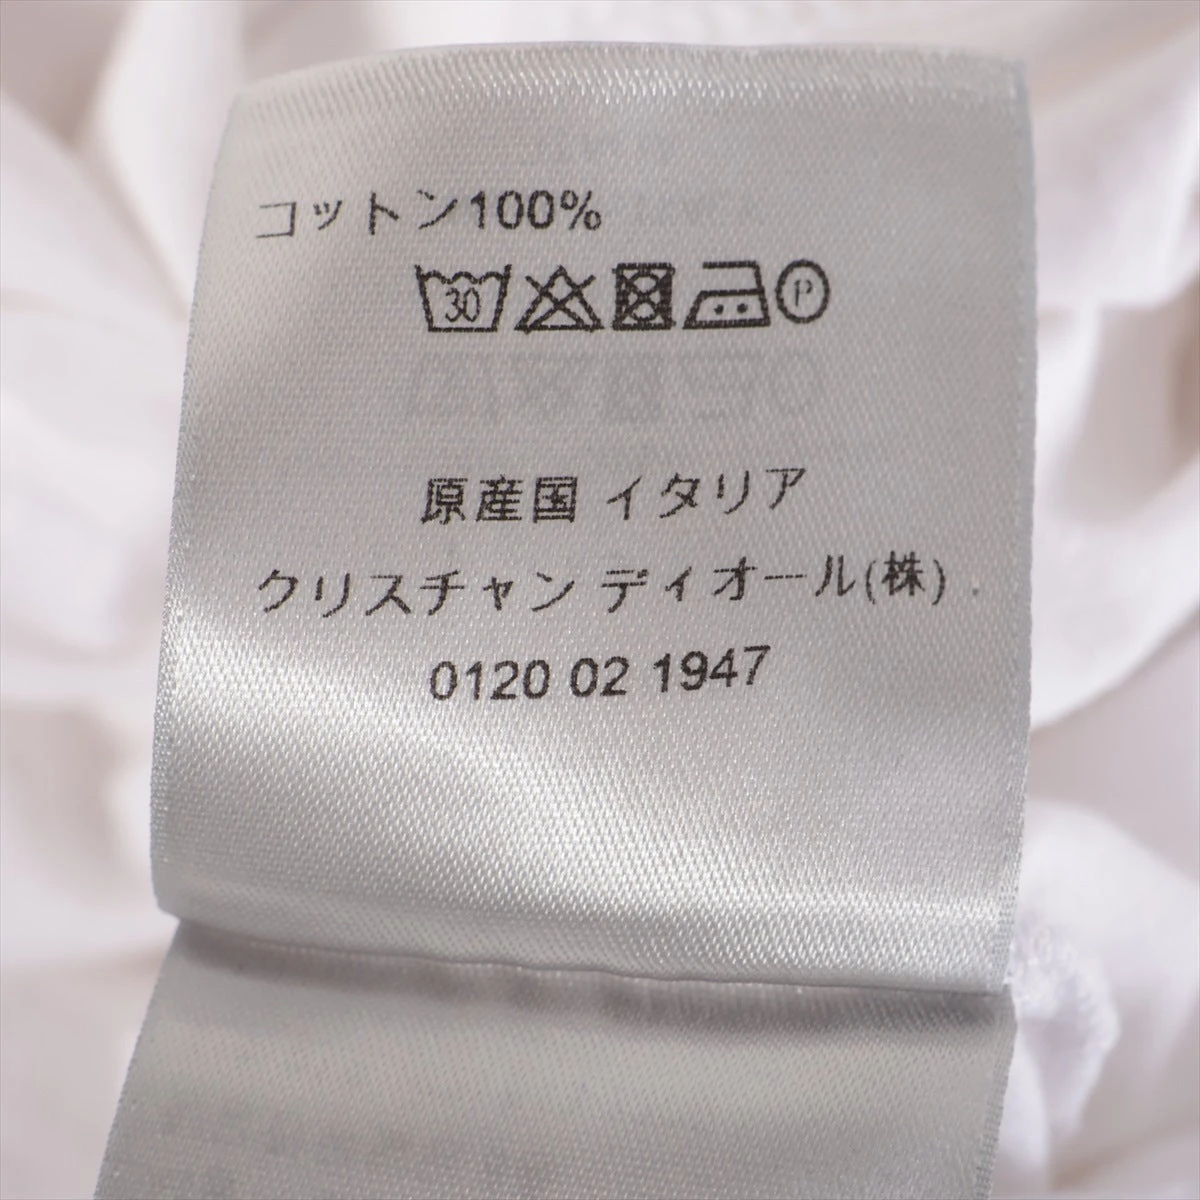 コットン100%
30 P
原産国 イタリア
クリスチャン ディオール(株)
0120 02 1947